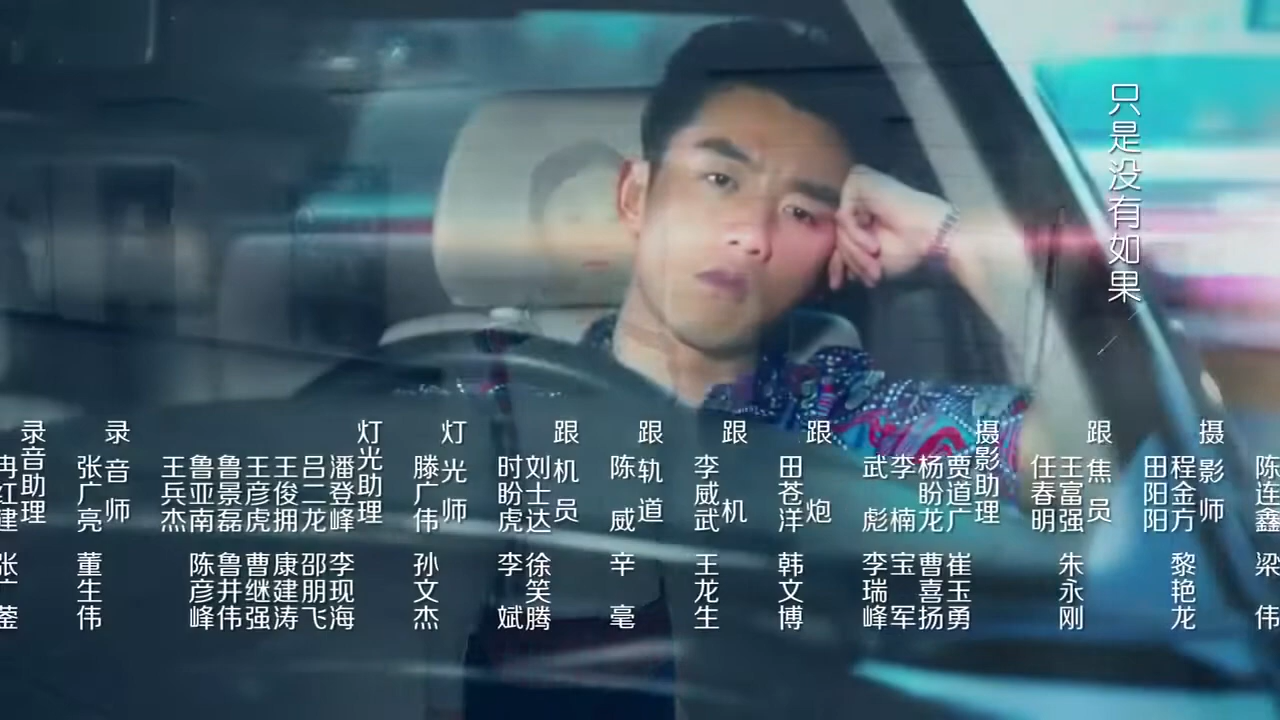 只是没有如果
陈连鑫
梁伟
摄影师
程金方
黎艳龙
田阳阳
跟焦员
王富强
朱永刚
任春明
摄影助理
贾道广
崔玉勇
杨盼龙
曹喜扬
李楠
宝军
武彪
李瑞峰
跟炮
田苍洋
韩文博
跟机
李威武
王龙生
跟轨道
陈威
辛毫
跟机员
刘士达
徐笑腾
时盼虎
李斌
灯光师
滕广伟
孙文杰
灯光助理
潘登峰
李现海
吕二龙
邵朋飞
王俊拥
康建涛
王彦虎
曹继强
鲁景磊
鲁井伟
鲁亚南
陈彦峰
王兵杰
录音师
张广亮
董生伟
录音助理